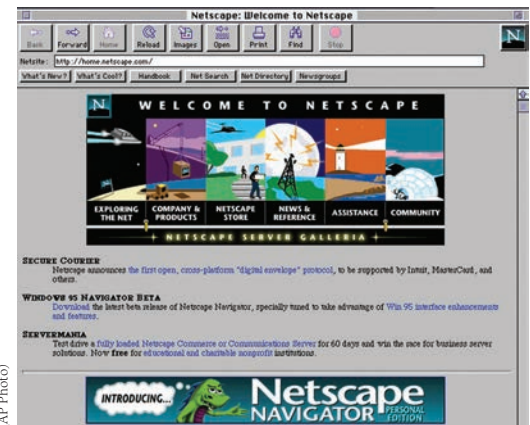 Netscape: Welcome to Netscape
Back Forward Home Reload Images Open Print Find Stop
N
Netsite: http://home.netscape.com/
What's New? What's Cool? Handbook Net Search Net Directory Newsgroups
N WELCOME TO NETSCAPE
EXPLORING THE NET
COMPANY & PRODUCTS
NETSCAPE STORE
NEWS & REFERENCE
ASSISTANCE
COMMUNITY
NETSCAPE SERVER GALLERIA
SECURE COURIER
Netscape announces the first open, cross-platform "digital envelope" protocol, to be supported by Intuit, MasterCard, and
others.
WINDOWS 95 NAVIGATOR BETA
Download the latest beta release of Netscape Navigator, specially tuned to take advantage of Win 95 interface enhancements
and features.
SERVERMANIA
Test drive a fully loaded Netscape Commerce or Communications Server for 60 days and win the race for business server
solutions. Now free for educational and charitable nonprofit institutions.
INTRODUCING...
Netscape
NAVIGATOR PERSONAL
EDITION
AP Photo)